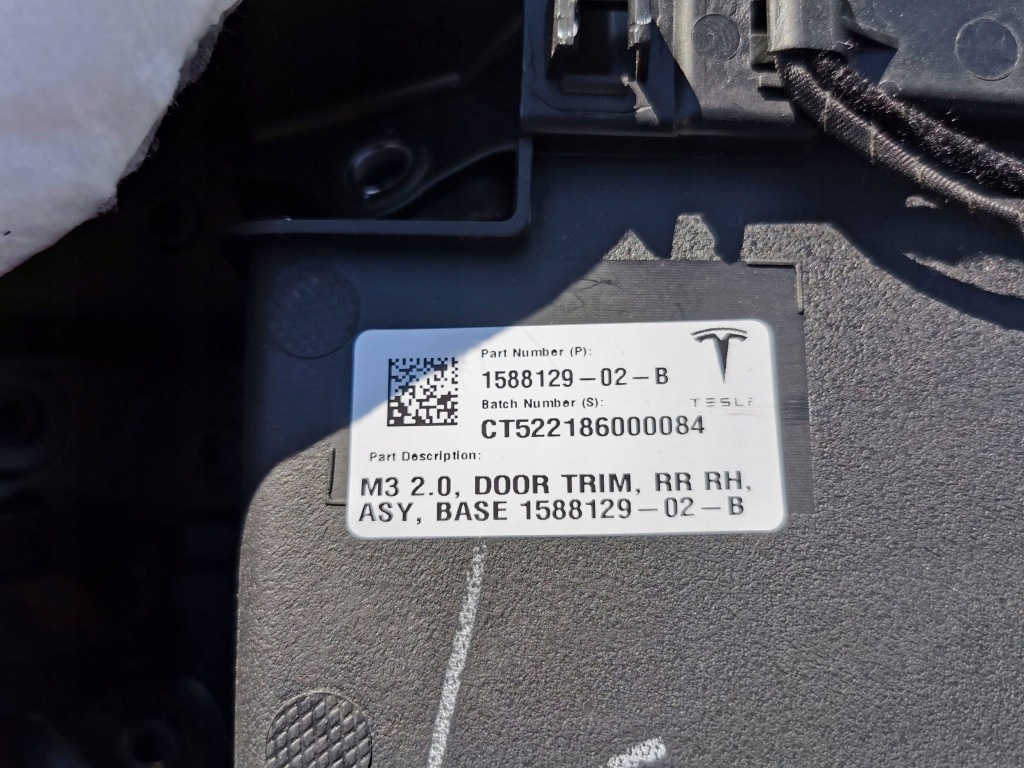 Part Number (P):
1588129-02-B
Batch Number (S):
TESLA
CT522186000084
Part Description:
M3 2.0, DOOR TRIM, RR RH,
ASY, BASE 1588129-02-B